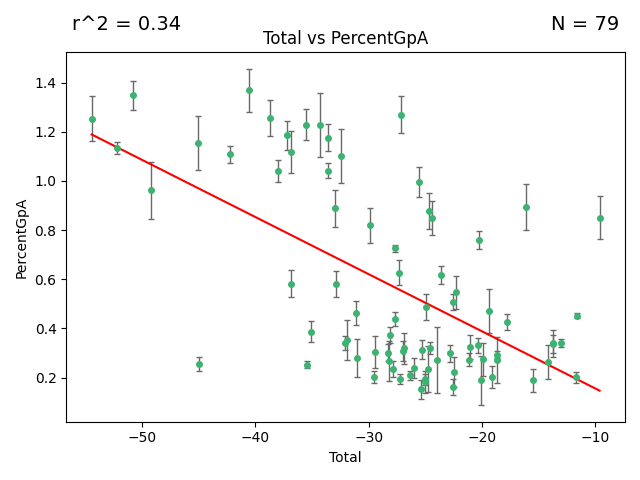 r^2 = 0.34
N = 79
Total vs PercentGpA
1.4
1.2
1.0
0.8
0.6
0.4
0.2
PercentGpA
−50
−40
−30
−20
−10
Total